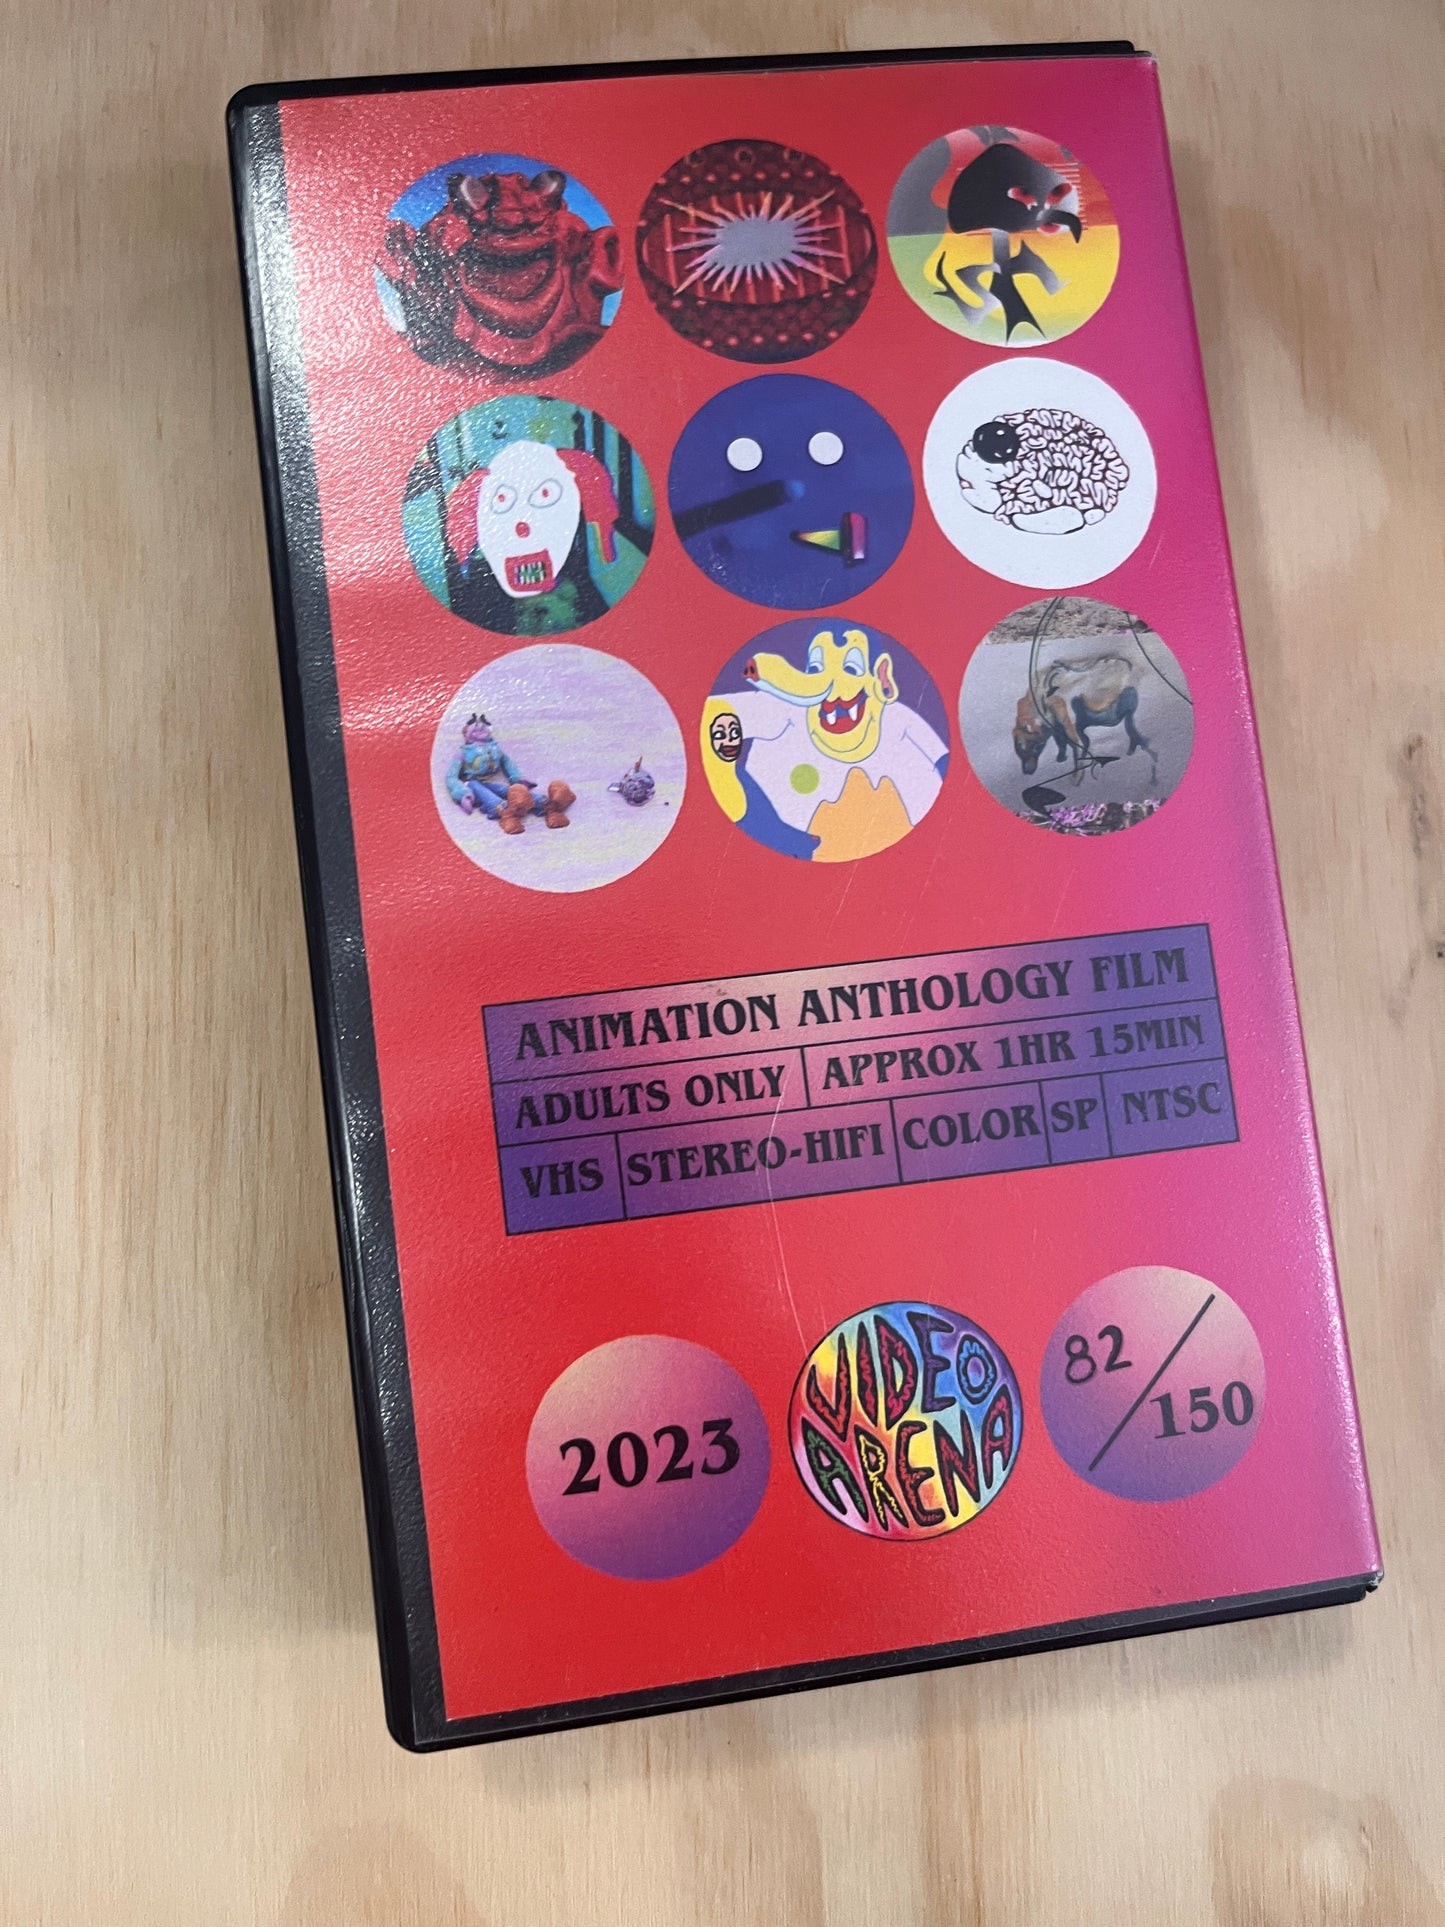 ANIMATION ANTHOLOGY FILM
ADULTS ONLY APPROX 1HR 15MIN
VHS STEREO-HIFI COLOR SP NTSC
2023
VIDEO
ARENA
82/150